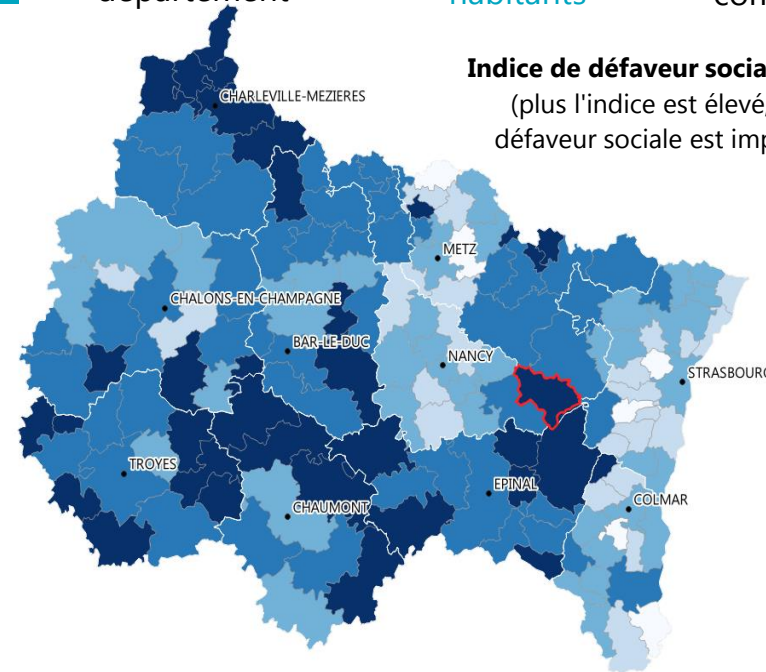 habitants
Indice de défaveur socia
(plus l'indice est élevé,
défaveur sociale est imp
CHARLEVILLE-MEZIERES
METZ
CHALONS-EN-CHAMPAGNE
BAR-LE-DUC
NANCY
STRASBOURG
TROYES
EPINAL
CHAUMONT
COLMAR